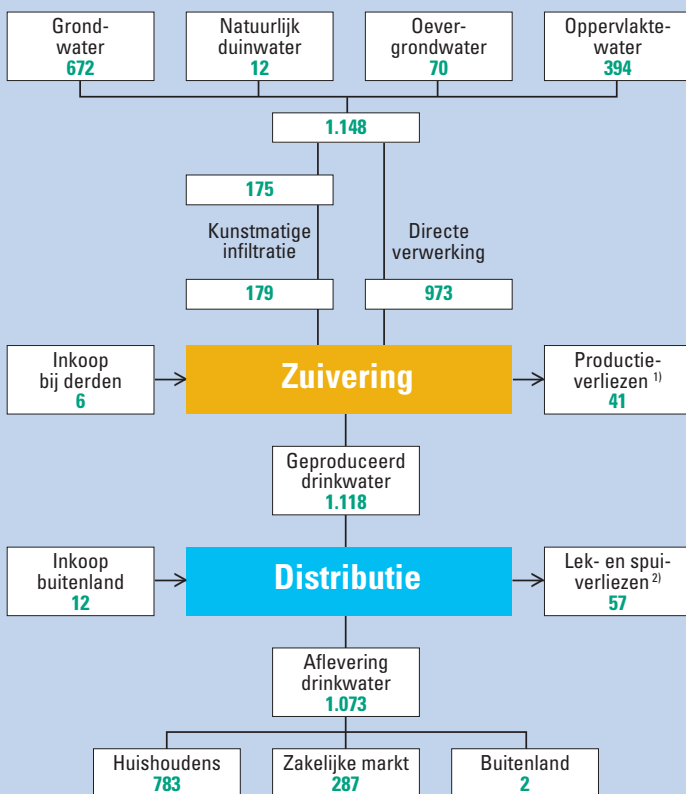 Grond-
water
672
Natuurlijk
duinwater
12
Oever-
grondwater
70
Oppervlakte-
water
394
1.148
175
Kunstmatige
infiltratie
Directe
verwerking
179
973
Inkoop
bij derden
6
Zuivering
Productie-
verliezen 1)
41
Geproduceerd
drinkwater
1.118
Inkoop
buitenland
12
Distributie
Lek- en spui-
verliezen 2)
57
Aflevering
drinkwater
1.073
Huishoudens
783
Zakelijke markt
287
Buitenland
2